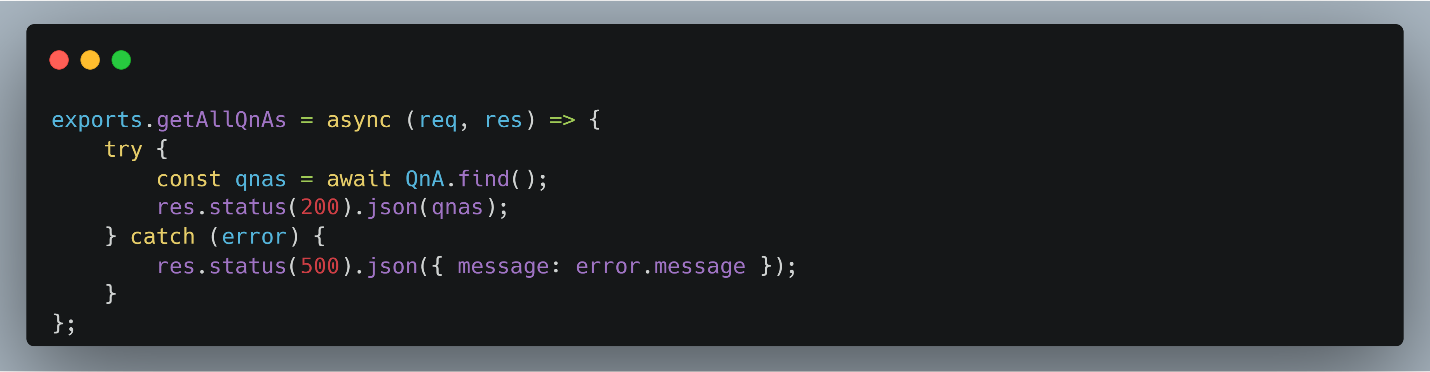 exports.getAllQnAs = async (req, res) => {
    try {
        const qnas = await QnA.find();
        res.status(200).json(qnas);
    } catch (error) {
        res.status(500).json({ message: error.message });
    }
};